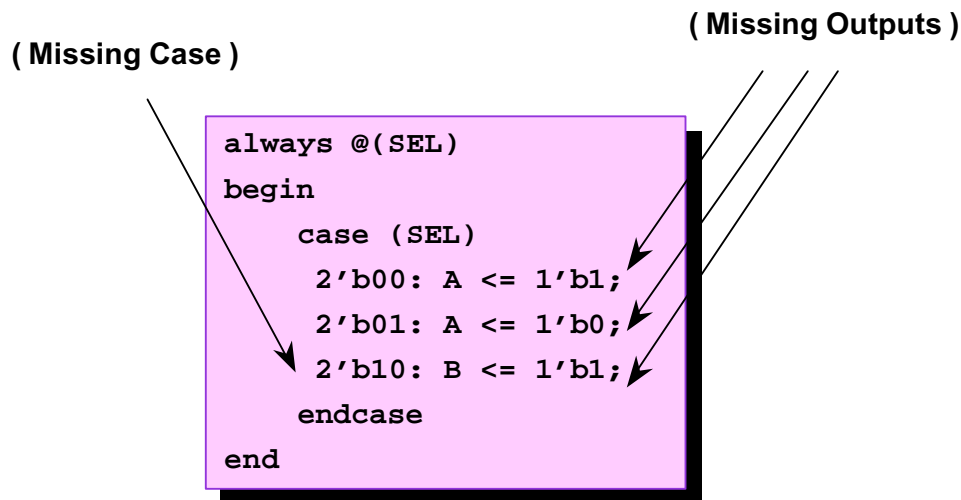 ( Missing Outputs )
( Missing Case )
always @(SEL)
begin
case (SEL)
2’b00: A <= 1’b1;
2’b01: A <= 1’b0;
2’b10: B <= 1’b1;
endcase
end